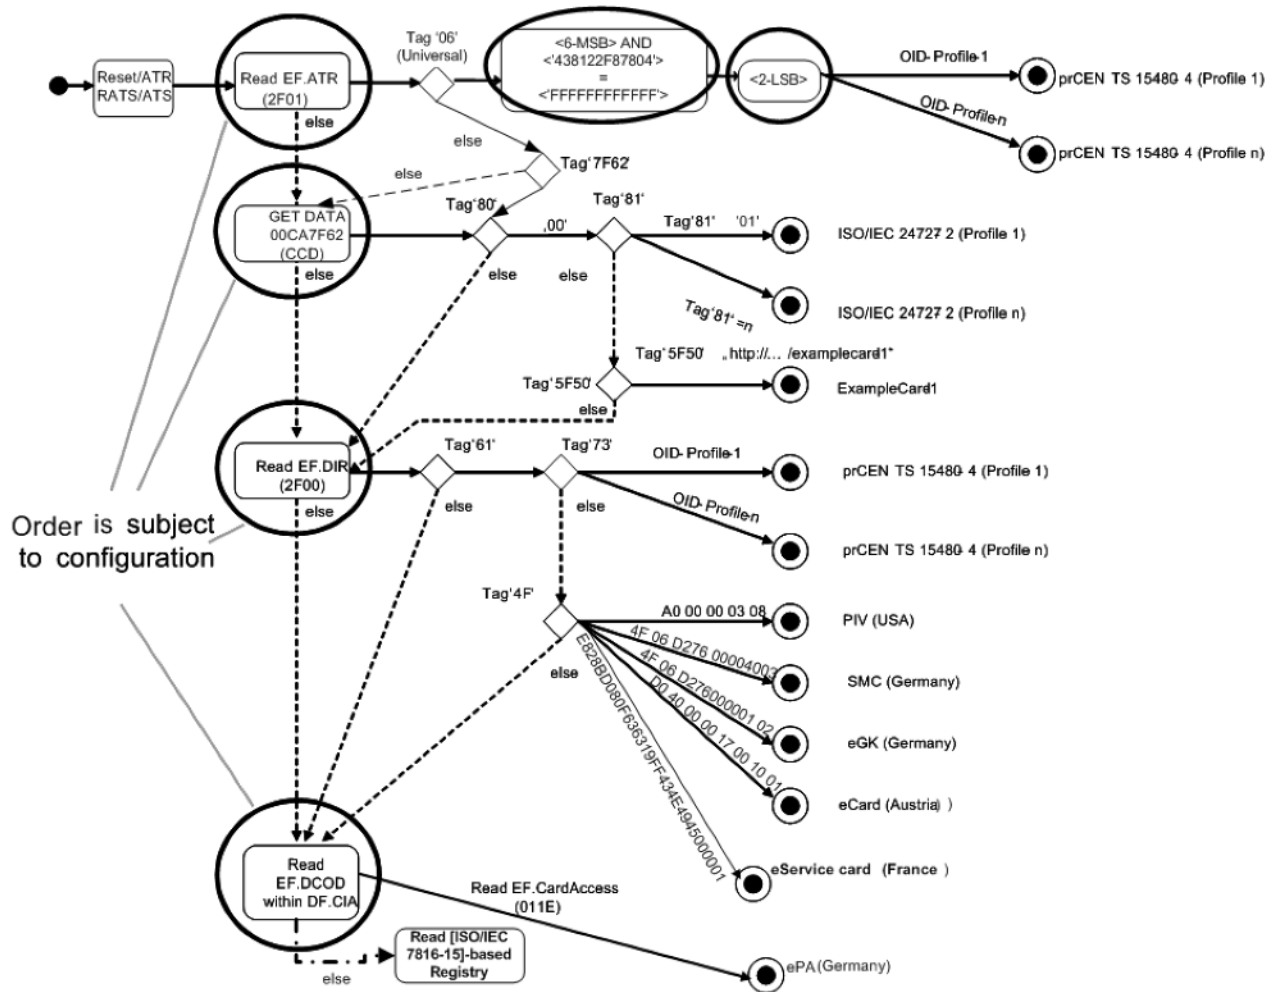 Tag '06'
(Universal)
<6-MSB> AND
<'438122F87804'>
=
<'FFFFFFFFFFFF'>
<2-LSB>
OID- Profile-1
prCEN TS 15480- 4 (Profile 1)
OID- Profile-n
prCEN TS 15480- 4 (Profile n)
Reset/ATR
RATS/ATS
Read EF.ATR
(2F01)
else
else
else
Tag'7F62'
GET DATA
00CA7F62
(CCD)
else
Tag'80'
‚00'
Tag'81'
Tag'81' '01'
ISO/IEC 24727- 2 (Profile 1)
else
else
Tag'81' =n
ISO/IEC 24727- 2 (Profile n)
Tag'5F50' „http://... /examplecard1"
Tag'5F50'
ExampleCard1
else
Read EF.DIR
(2F00)
else
Tag'61'
Tag'73'
OID- Profile-1
prCEN TS 15480- 4 (Profile 1)
else
else
OID- Profile-n
prCEN TS 15480- 4 (Profile n)
Order is subject
to configuration
Tag'4F'
A0 00 00 03 08
PIV (USA)
else
4F 06 D276 00004003
SMC (Germany)
4F 06 D276000001 02
eGK (Germany)
D0 40 00 00 17 00 10 01
eCard (Austria) )
E828BD080F636319FF434E4945000001
eService card (France )
Read
EF.DCOD
within DF.CIA
Read EF.CardAccess
(011E)
ePA (Germany)
else
Read [ISO/IEC
7816-15]-based
Registry